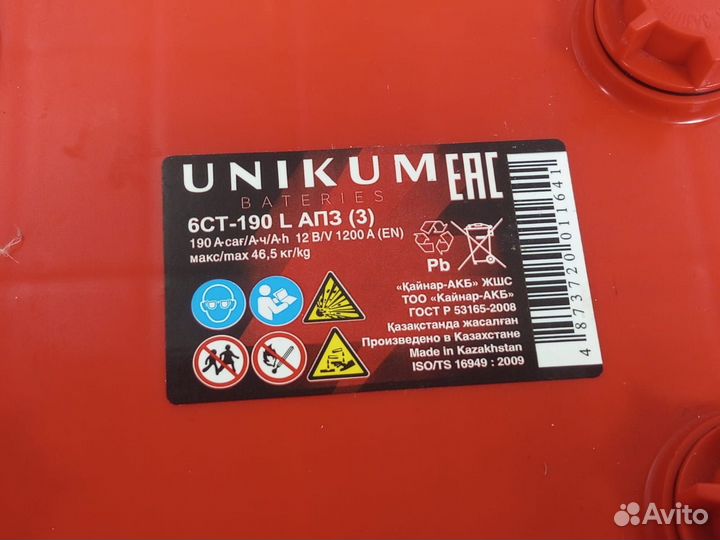 UNIKUM
BATERIES
EAC
6СТ-190 L АПЗ (3)
190 А·сағ/А·ч/A·h 12 В/V 1200 А (EN)
макс/max 46,5 кг/kg
Pb
«Қайнар-АКБ» ЖШС
ТОО «Кайнар-АКБ»
ГОСТ Р 53165-2008
Қазақстанда жасалған
Произведено в Казахстане
Made in Kazakhstan
ISO/TS 16949 : 2009
4 873720 011641
Avito